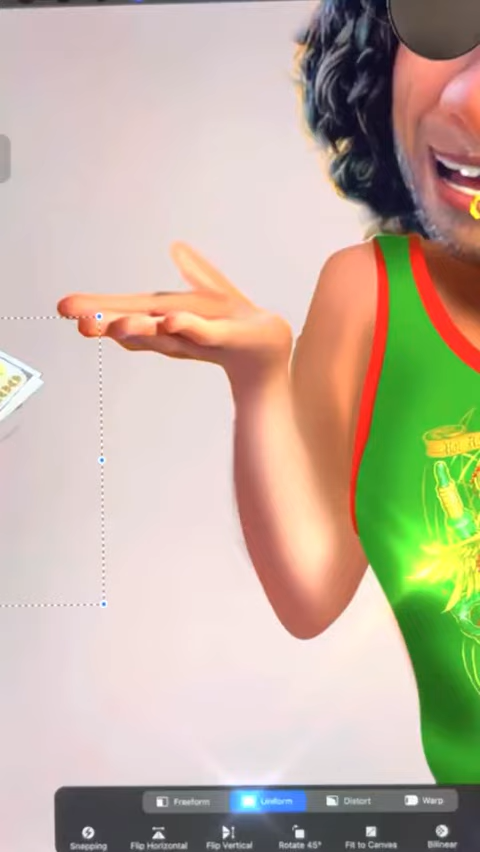 Freeform Uniform Distort Warp
Snapping Flip Horizontal Flip Vertical Rotate 45° Fit to Canvas Bilinear